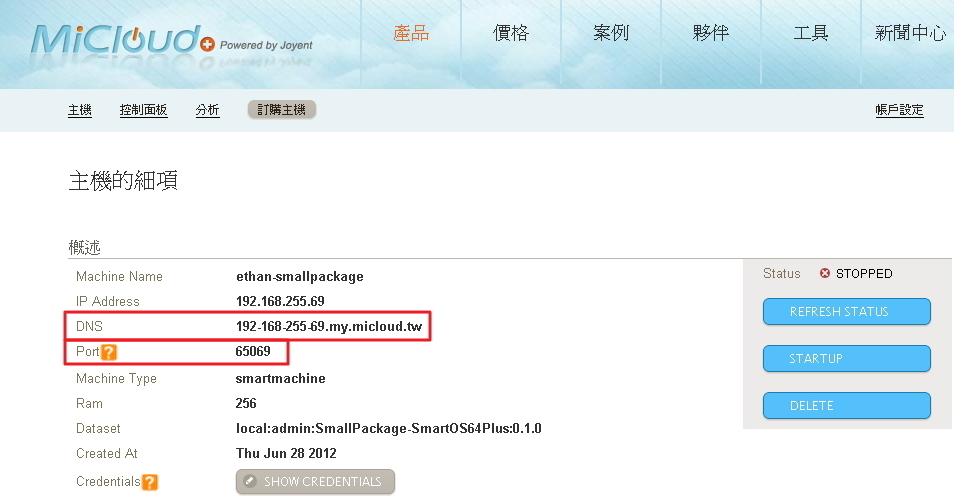 MiCloud Powered by Joyent 產品 價格 案例 夥伴 工具 新聞中心
主機 控制面板 分析 訂購主機 帳戶設定
主機的細項
概述
Machine Name ethan-smallpackage Status STOPPED
IP Address 192.168.255.69
DNS 192-168-255-69.my.micloud.tw REFRESH STATUS
Port ? 65069 STARTUP
Machine Type smartmachine
Ram 256 DELETE
Dataset local:admin:SmallPackage-SmartOS64Plus:0.1.0
Created At Thu Jun 28 2012
Credentials ? SHOW CREDENTIALS